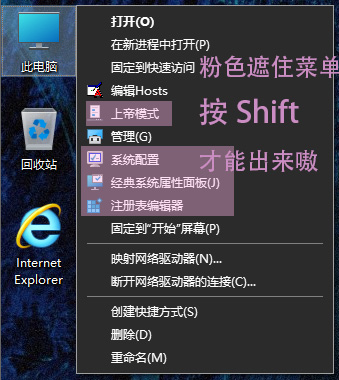 此电脑
回收站
Internet
Explorer
打开(O)
在新进程中打开(P)
固定到快速访问
编辑Hosts
上帝模式
管理(G)
系统配置
经典系统属性面板(J)
注册表编辑器
固定到"开始"屏幕(P)
映射网络驱动器(N)...
断开网络驱动器的连接(C)...
创建快捷方式(S)
删除(D)
重命名(M)
粉色遮住菜单
按 Shift
才能出来嗷